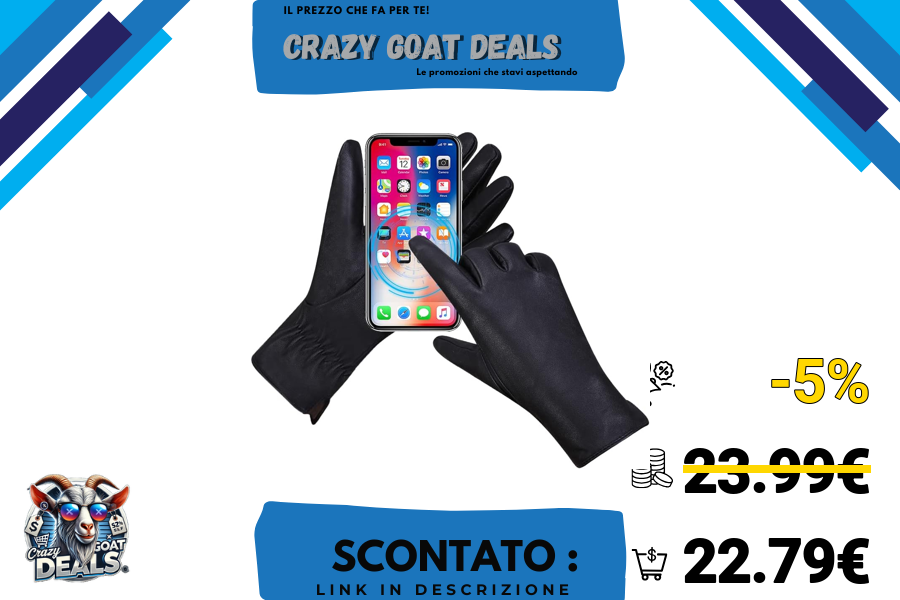 IL PREZZO CHE FA PER TE!
CRAZY GOAT DEALS
Le promozioni che stavi aspettando
-5%
23.99€
22.79€
Crazy
GOAT
DEALS
SCONTATO :
LINK IN DESCRIZIONE